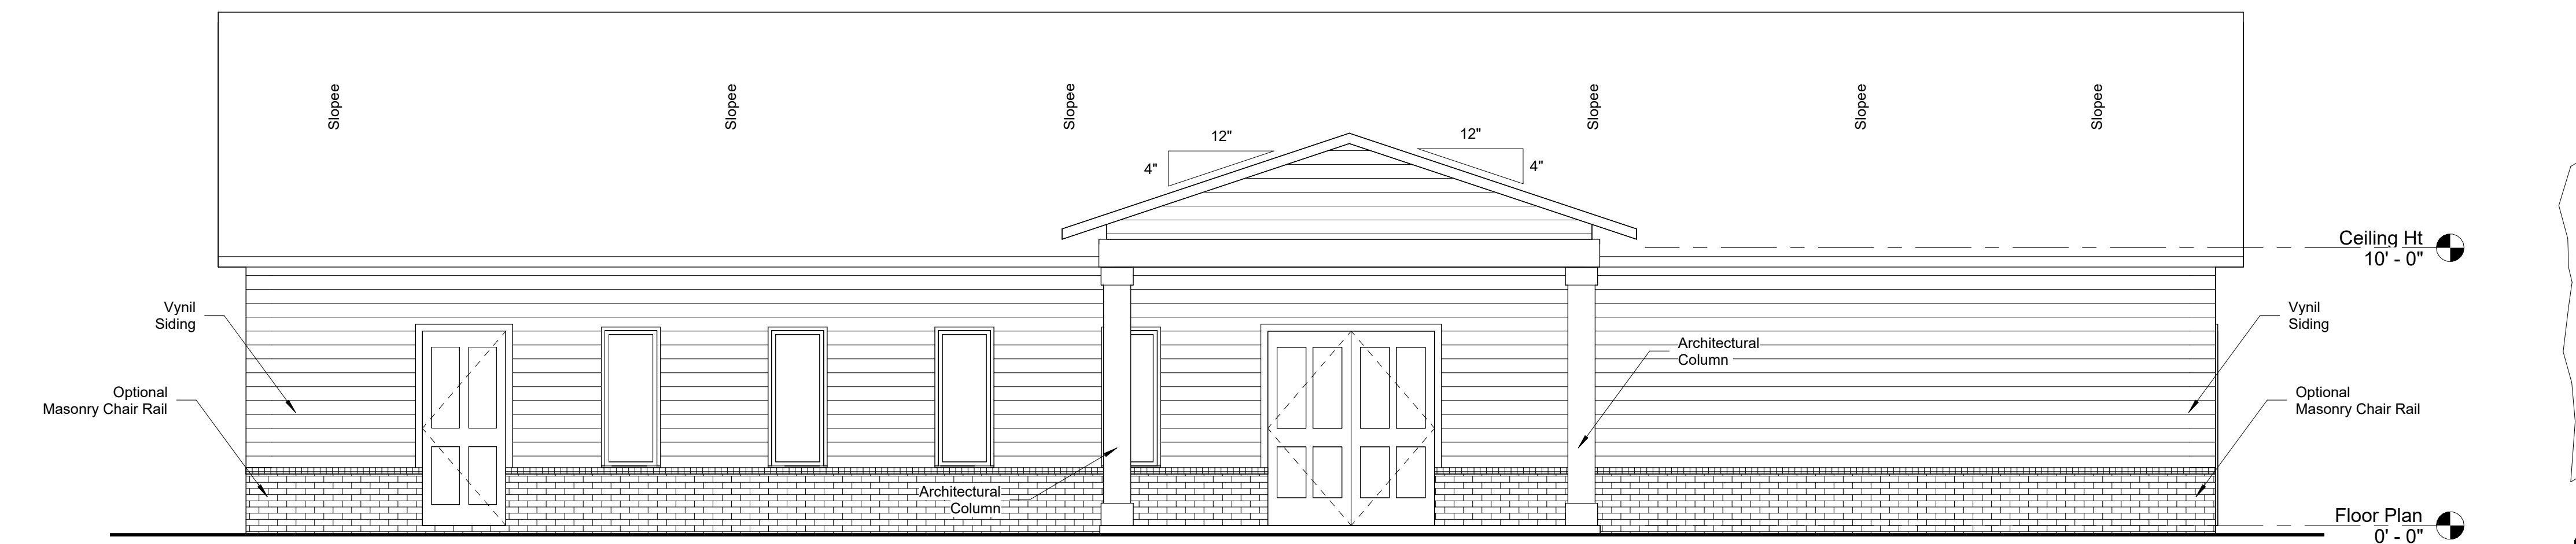 Slopee
Slopee
Slopee
Slopee
Slopee
Slopee
12"
4"
12"
4"
Ceiling Ht
10' - 0"
Vynil
Siding
Vynil
Siding
Architectural
Column
Optional
Masonry Chair Rail
Optional
Masonry Chair Rail
Architectural
Column
Floor Plan
0' - 0"